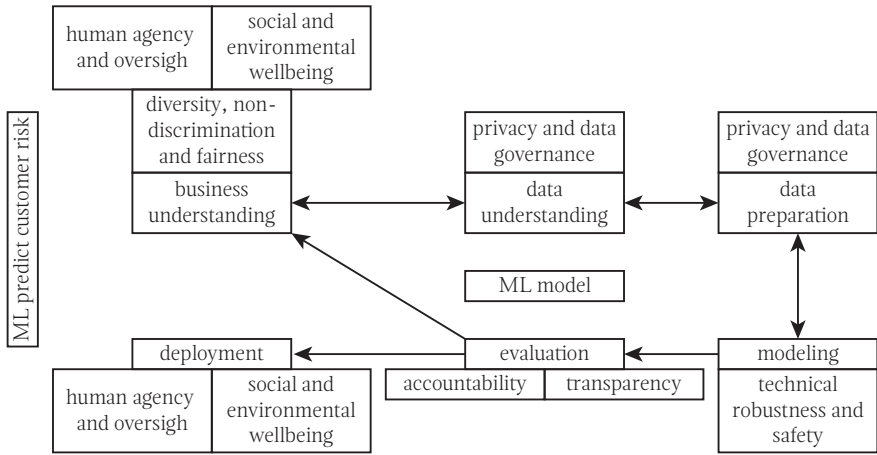 human agency
and oversigh
social and
environmental
wellbeing
diversity, non-
discrimination
and fairness
business
understanding
privacy and data
governance
data
understanding
privacy and data
governance
data
preparation
ML predict customer risk
ML model
deployment
evaluation
modeling
human agency
and oversigh
social and
environmental
wellbeing
accountability
transparency
technical
robustness and
safety